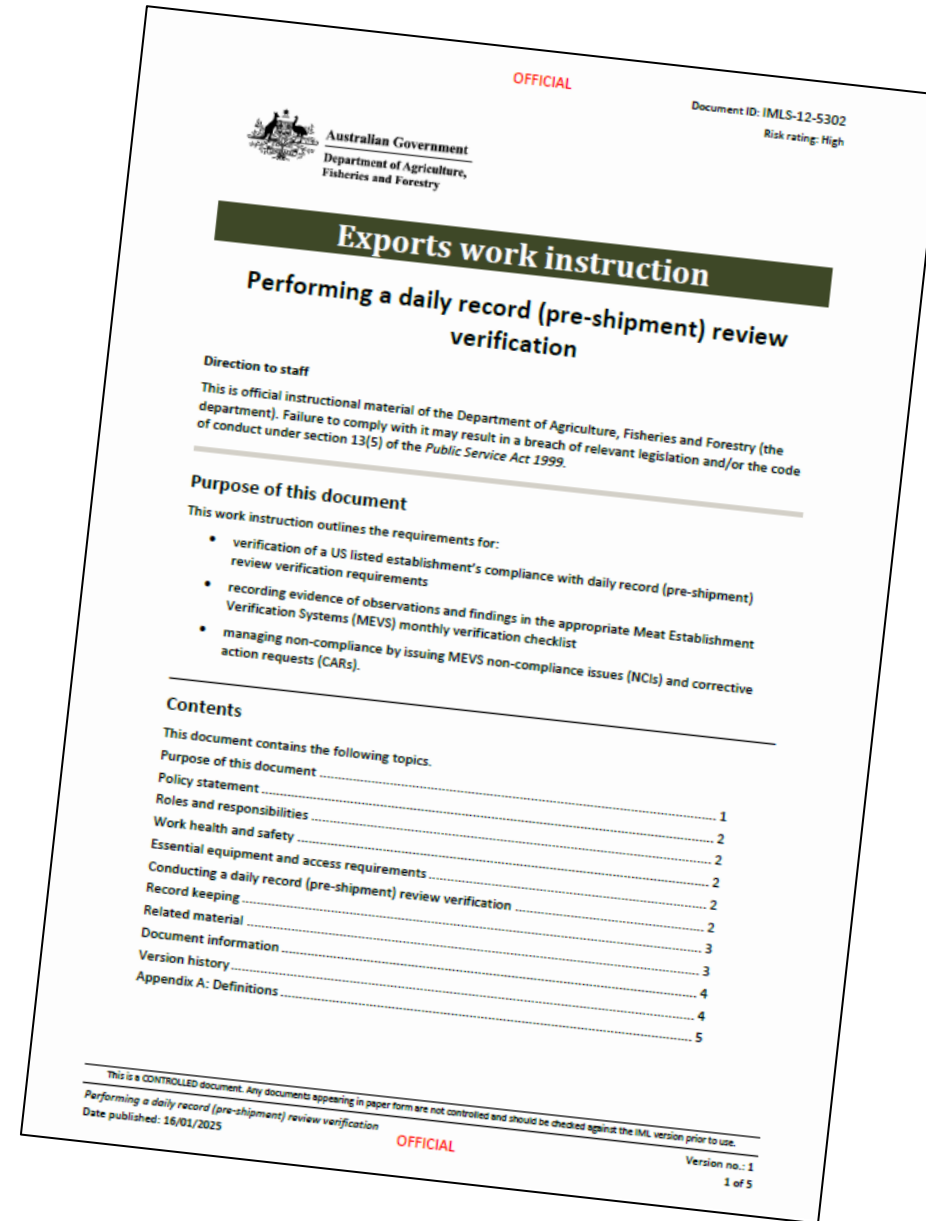 OFFICIAL
Document ID: IMLS-12-5302
Risk rating: High
Australian Government
Department of Agriculture,
Fisheries and Forestry
Exports work instruction
Performing a daily record (pre-shipment) review
verification
Direction to staff
This is official instructional material of the Department of Agriculture, Fisheries and Forestry (the
department). Failure to comply with it may result in a breach of relevant legislation and/or the code
of conduct under section 13(5) of the Public Service Act 1999.
Purpose of this document
This work instruction outlines the requirements for:
• verification of a US listed establishment's compliance with daily record (pre-shipment)
review verification requirements
• recording evidence of observations and findings in the appropriate Meat Establishment
Verification Systems (MEVS) monthly verification checklist
• managing non-compliance by issuing MEVS non-compliance issues (NCIs) and corrective
action requests (CARs).
Contents
This document contains the following topics.
Purpose of this document ........ 1
Policy statement ........ 2
Roles and responsibilities ........ 2
Work health and safety ........ 2
Essential equipment and access requirements ........ 2
Conducting a daily record (pre-shipment) review verification ........ 2
Record keeping ........ 3
Related material ........ 3
Document information ........ 4
Version history ........ 4
Appendix A: Definitions ........ 5
This is a CONTROLLED document. Any documents appearing in paper form are not controlled and should be checked against the IML version prior to use.
Performing a daily record (pre-shipment) review verification
Date published: 16/01/2025
OFFICIAL
Version no.: 1
1 of 5